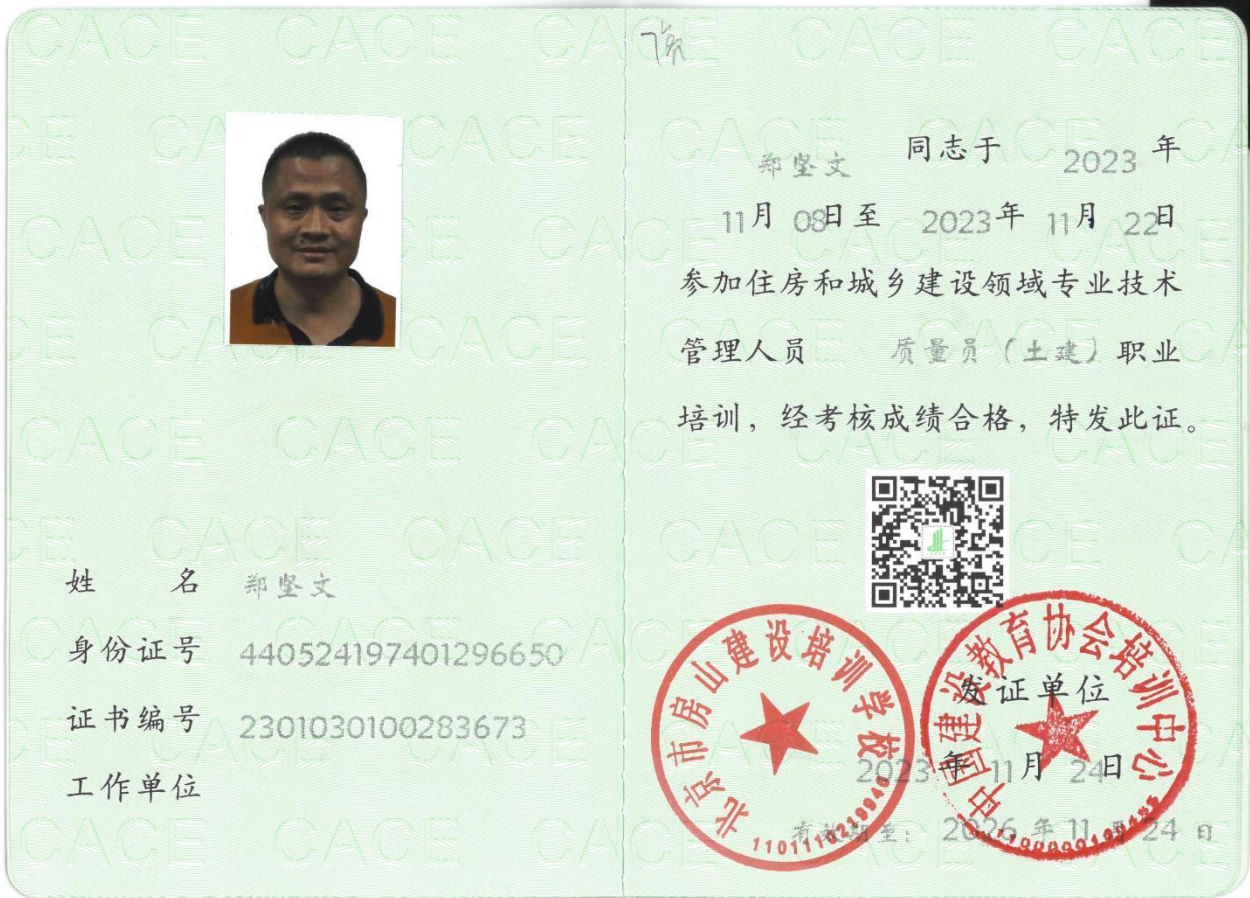 姓 名 郑坚文
身份证号 440524197401296650
证书编号 2301030100283673
工作单位
郑坚文 同志于 2023 年
11月 08日至 2023年 11月 22日
参加住房和城乡建设领域专业技术
管理人员 质量员（土建）职业
培训，经考核成绩合格，特发此证。
北京市房山建设培训学校
中国建设教育协会培训中心
发证单位
2023 年 11月 24日
有效期至： 2026 年 11 月 24 日
CACE